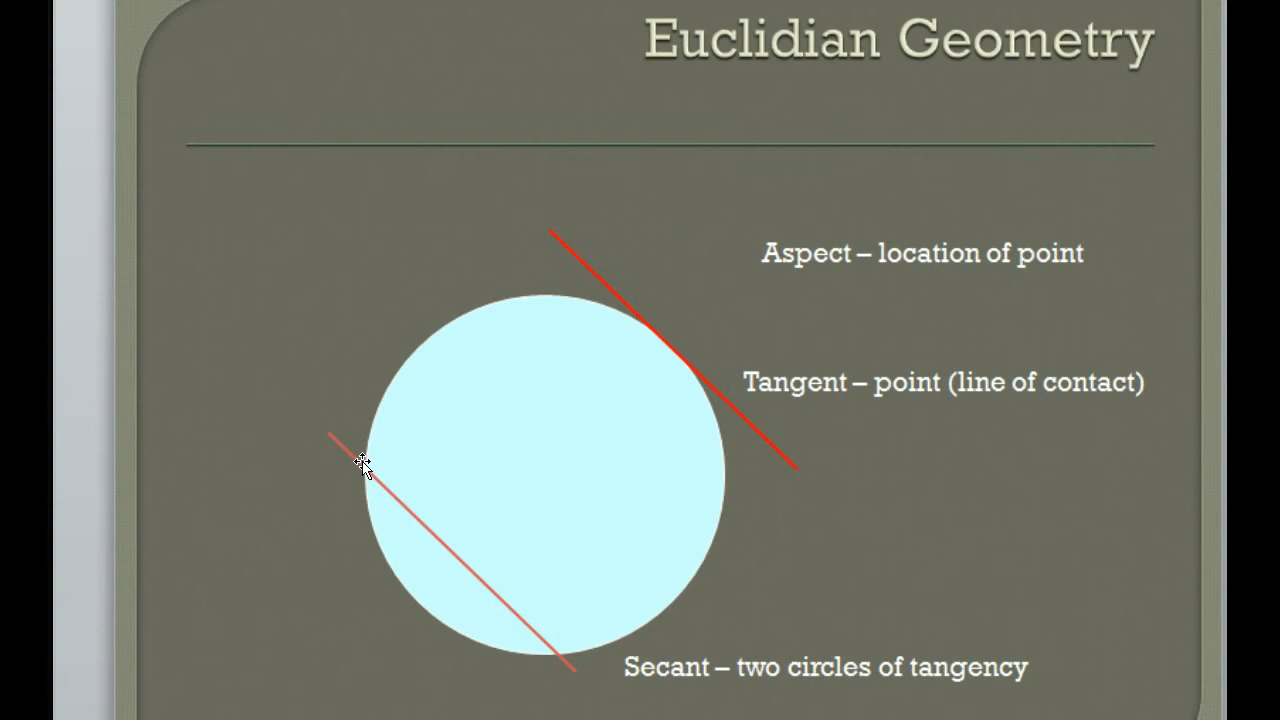 Euclidian Geometry
Aspect – location of point
Tangent – point (line of contact)
Secant – two circles of tangency